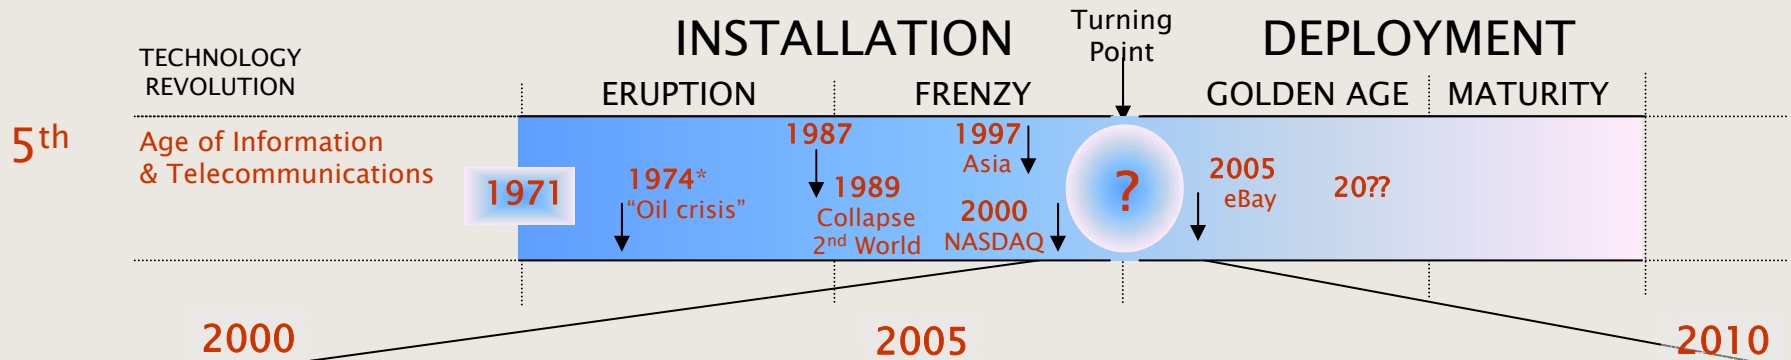 INSTALLATION
Turning
Point
DEPLOYMENT
TECHNOLOGY
REVOLUTION
ERUPTION
FRENZY
GOLDEN AGE
MATURITY
5th
Age of Information
& Telecommunications
1971
1974*
“Oil crisis”
1987
1989
Collapse
2nd World
1997
Asia
2000
NASDAQ
?
2005
eBay
20??
2000
2005
2010